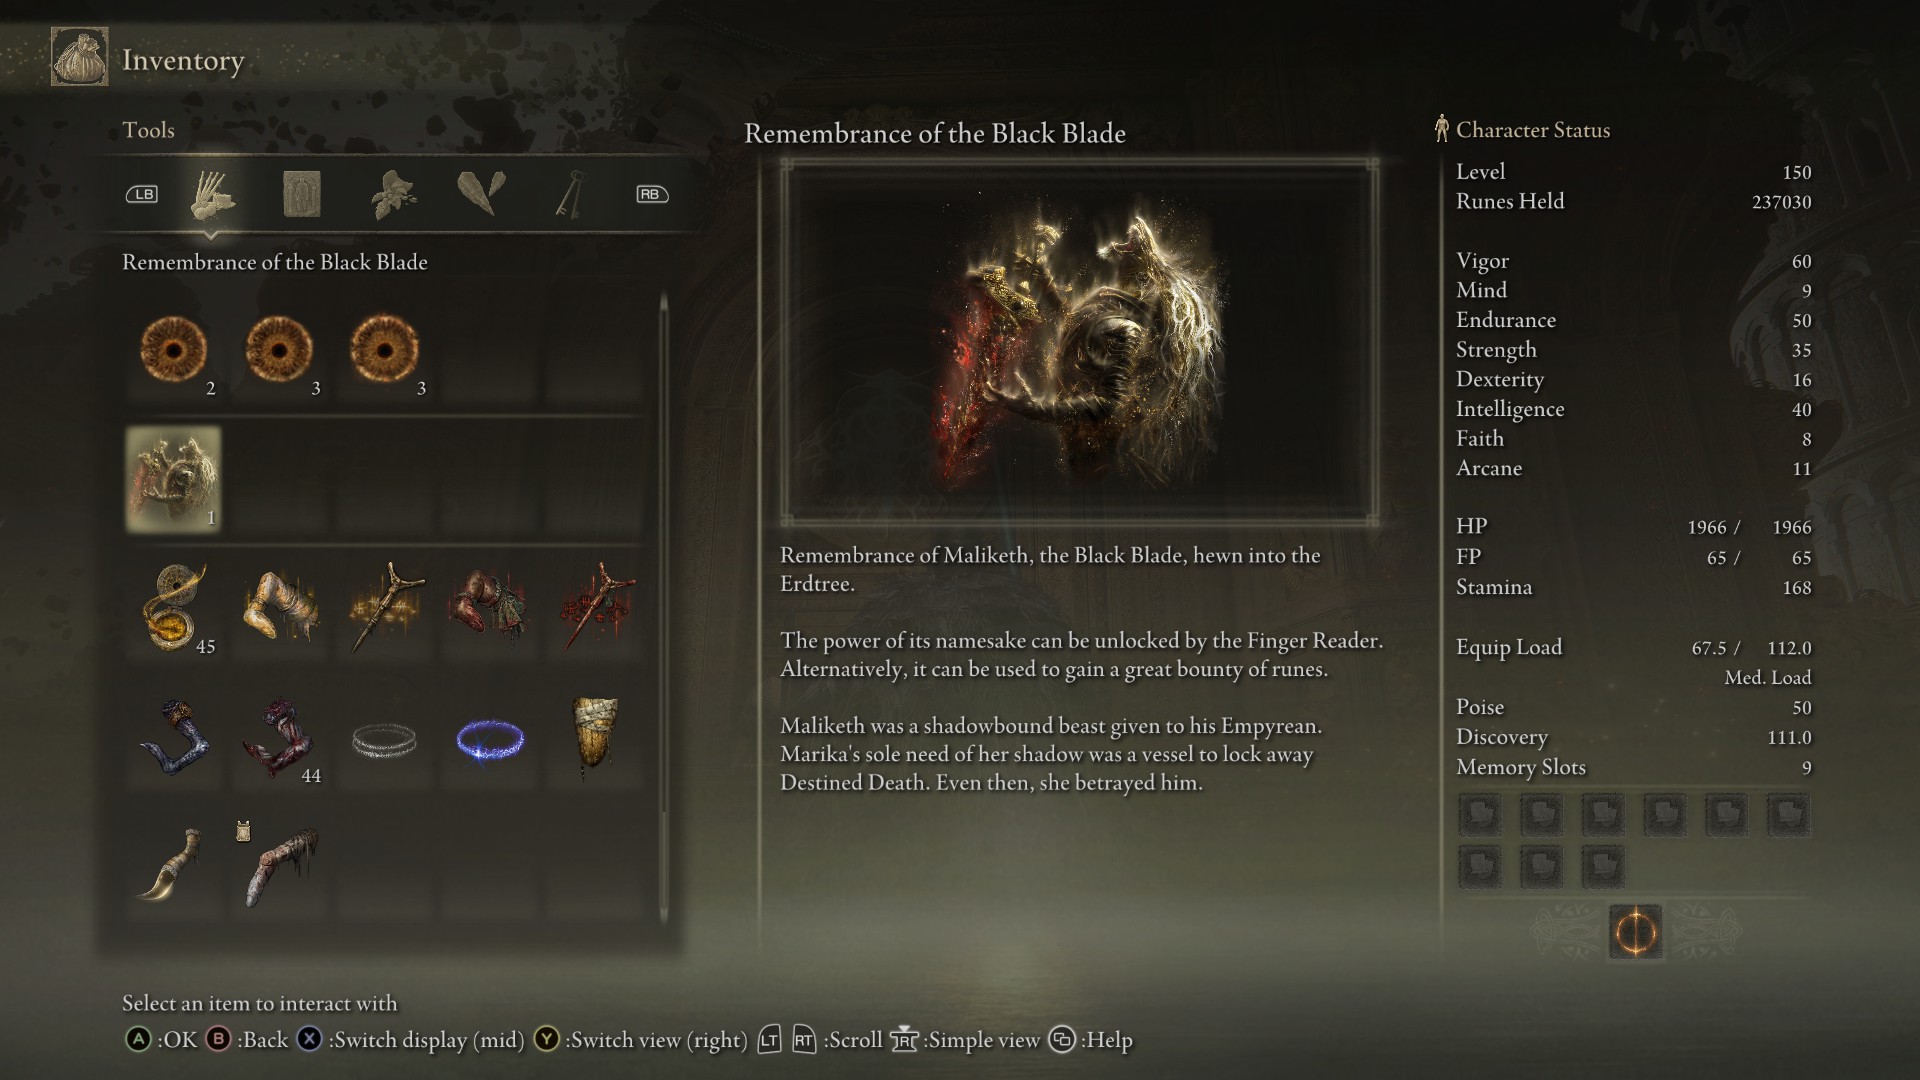 Inventory
Tools
LB
RB
Remembrance of the Black Blade
2
3
3
1
45
44
Remembrance of the Black Blade
Remembrance of Maliketh, the Black Blade, hewn into the
Erdtree.
The power of its namesake can be unlocked by the Finger Reader.
Alternatively, it can be used to gain a great bounty of runes.
Maliketh was a shadowbound beast given to his Empyrean.
Marika's sole need of her shadow was a vessel to lock away
Destined Death. Even then, she betrayed him.
Character Status
Level 150
Runes Held 237030
Vigor 60
Mind 9
Endurance 50
Strength 35
Dexterity 16
Intelligence 40
Faith 8
Arcane 11
HP 1966 / 1966
FP 65 / 65
Stamina 168
Equip Load 67.5 / 112.0
Med. Load
Poise 50
Discovery 111.0
Memory Slots 9
Select an item to interact with
A :OK B :Back X :Switch display (mid) Y :Switch view (right) LT RT :Scroll R :Simple view :Help